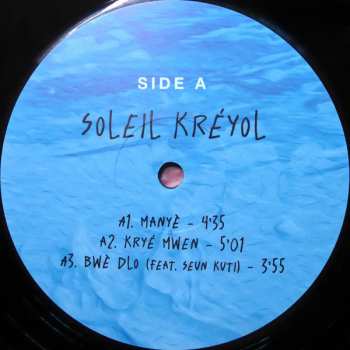 SIDE A
SOLEIL KRÉYOL
A1. MANYÈ - 4'35
A2. KRYÉ MWEN - 5'01
A3. BWÈ DLO (FEAT. SEUN KUTI) - 3'55